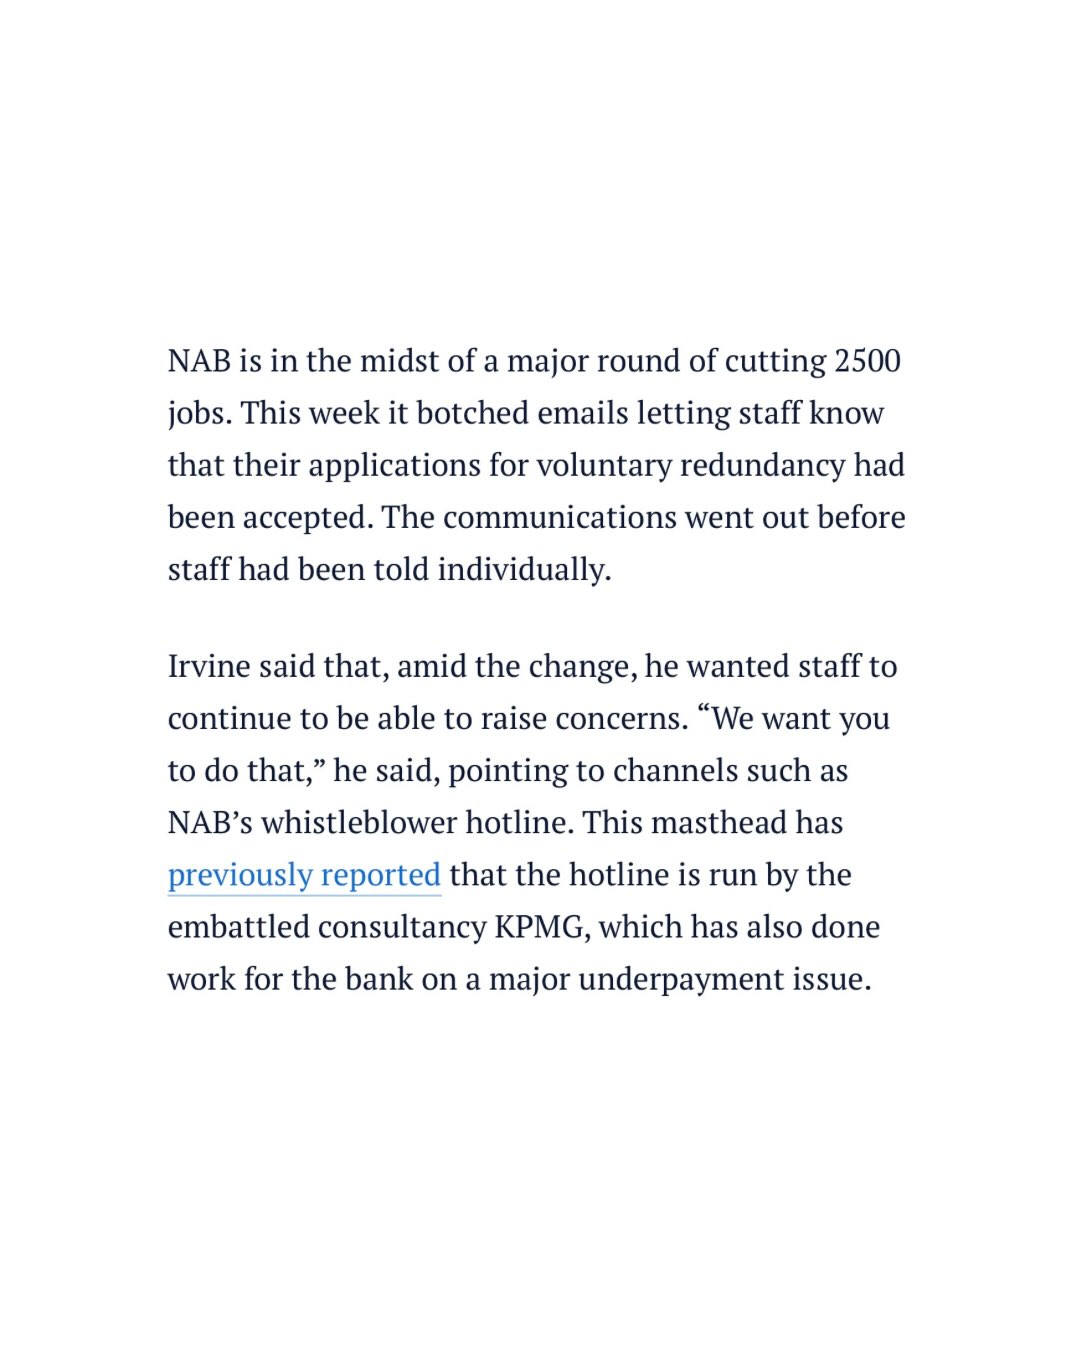 NAB is in the midst of a major round of cutting 2500
jobs. This week it botched emails letting staff know
that their applications for voluntary redundancy had
been accepted. The communications went out before
staff had been told individually.
Irvine said that, amid the change, he wanted staff to
continue to be able to raise concerns. “We want you
to do that,” he said, pointing to channels such as
NAB’s whistleblower hotline. This masthead has
previously reported that the hotline is run by the
embattled consultancy KPMG, which has also done
work for the bank on a major underpayment issue.